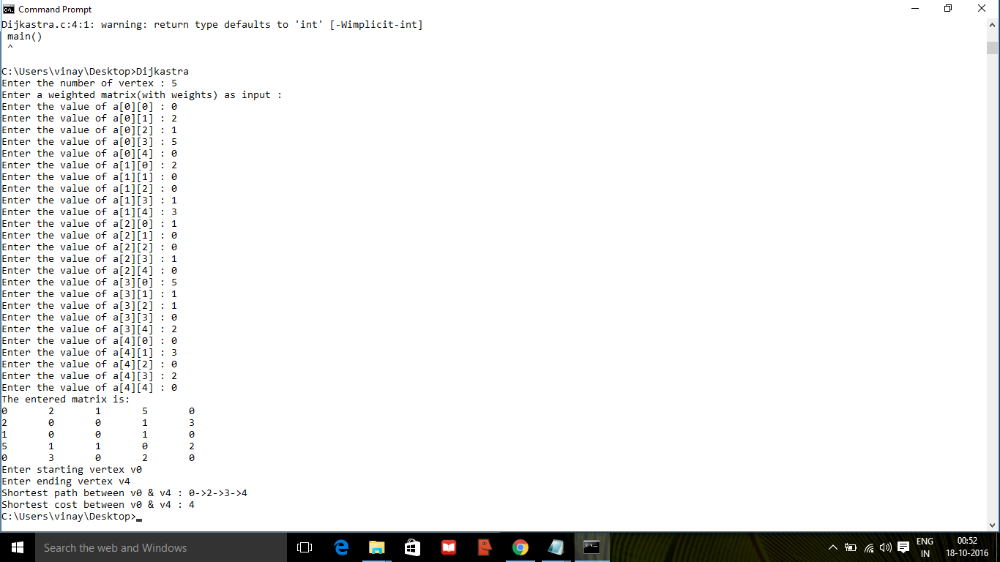 Command Prompt
Dijkastra.c:4:1: warning: return type defaults to 'int' [-Wimplicit-int]
main()
^
C:\Users\vinay\Desktop>Dijkastra
Enter the number of vertex : 5
Enter a weighted matrix(with weights) as input :
Enter the value of a[0][0] : 0
Enter the value of a[0][1] : 2
Enter the value of a[0][2] : 1
Enter the value of a[0][3] : 5
Enter the value of a[0][4] : 0
Enter the value of a[1][0] : 2
Enter the value of a[1][1] : 0
Enter the value of a[1][2] : 0
Enter the value of a[1][3] : 1
Enter the value of a[1][4] : 3
Enter the value of a[2][0] : 1
Enter the value of a[2][1] : 0
Enter the value of a[2][2] : 0
Enter the value of a[2][3] : 1
Enter the value of a[2][4] : 0
Enter the value of a[3][0] : 5
Enter the value of a[3][1] : 1
Enter the value of a[3][2] : 1
Enter the value of a[3][3] : 0
Enter the value of a[3][4] : 2
Enter the value of a[4][0] : 0
Enter the value of a[4][1] : 3
Enter the value of a[4][2] : 0
Enter the value of a[4][3] : 2
Enter the value of a[4][4] : 0
The entered matrix is:
0 2 1 5 0
2 0 0 1 3
1 0 0 1 0
5 1 1 0 2
0 3 0 2 0
Enter starting vertex v0
Enter ending vertex v4
Shortest path between v0 & v4 : 0->2->3->4
Shortest cost between v0 & v4 : 4
C:\Users\vinay\Desktop>_
Search the web and Windows
ENG
IN
00:52
18-10-2016